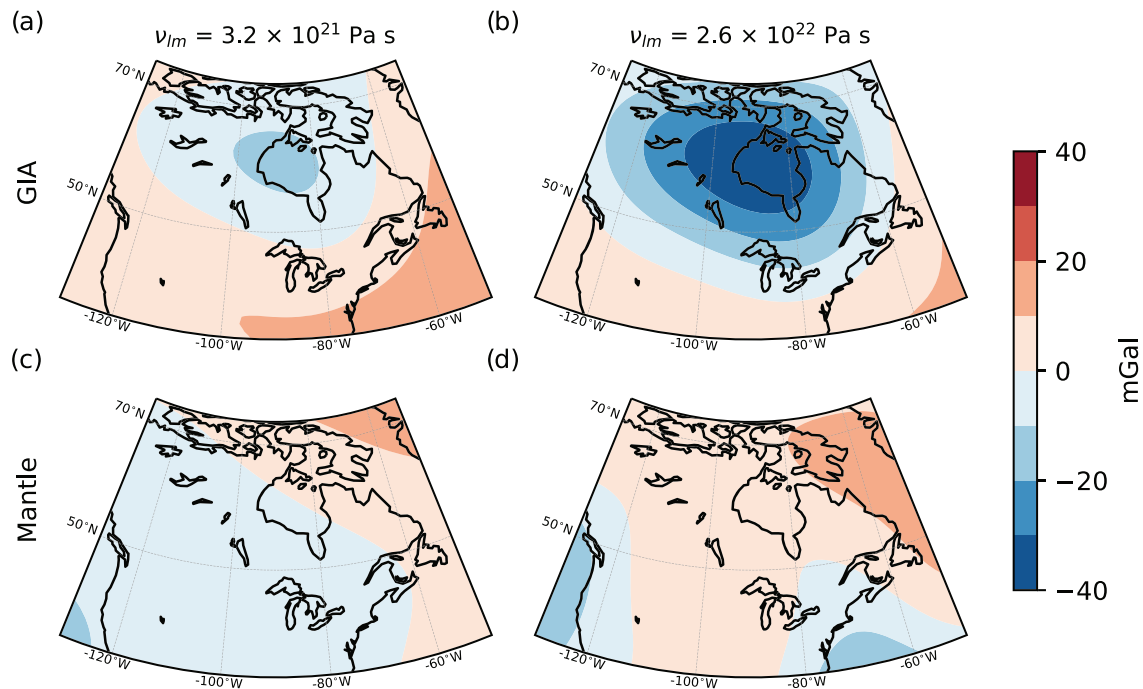 (a)
ν_lm = 3.2 × 10^21 Pa s
(b)
ν_lm = 2.6 × 10^22 Pa s
GIA
70°N
50°N
-120°W
-100°W
-80°W
-60°W
70°N
50°N
-120°W
-100°W
-80°W
-60°W
(c)
(d)
Mantle
70°N
50°N
-120°W
-100°W
-80°W
-60°W
70°N
50°N
-120°W
-100°W
-80°W
-60°W
40
20
0
−20
−40
mGal